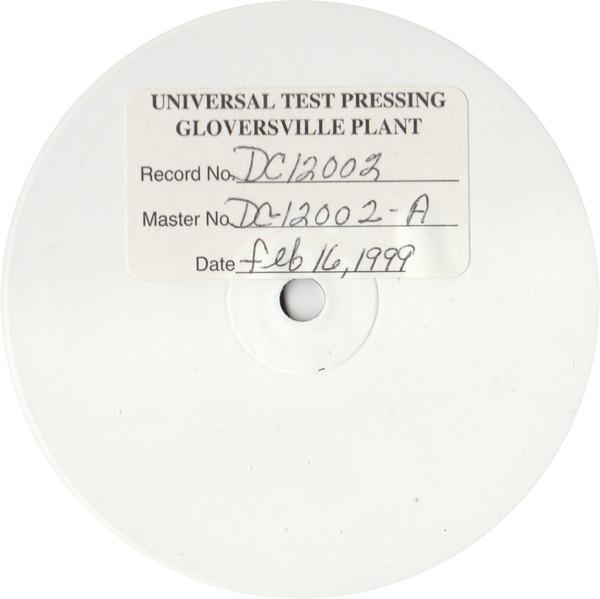 UNIVERSAL TEST PRESSING
GLOVERSVILLE PLANT
Record No. DC12002
Master No. DC-12002-A
Date feb 16, 1999